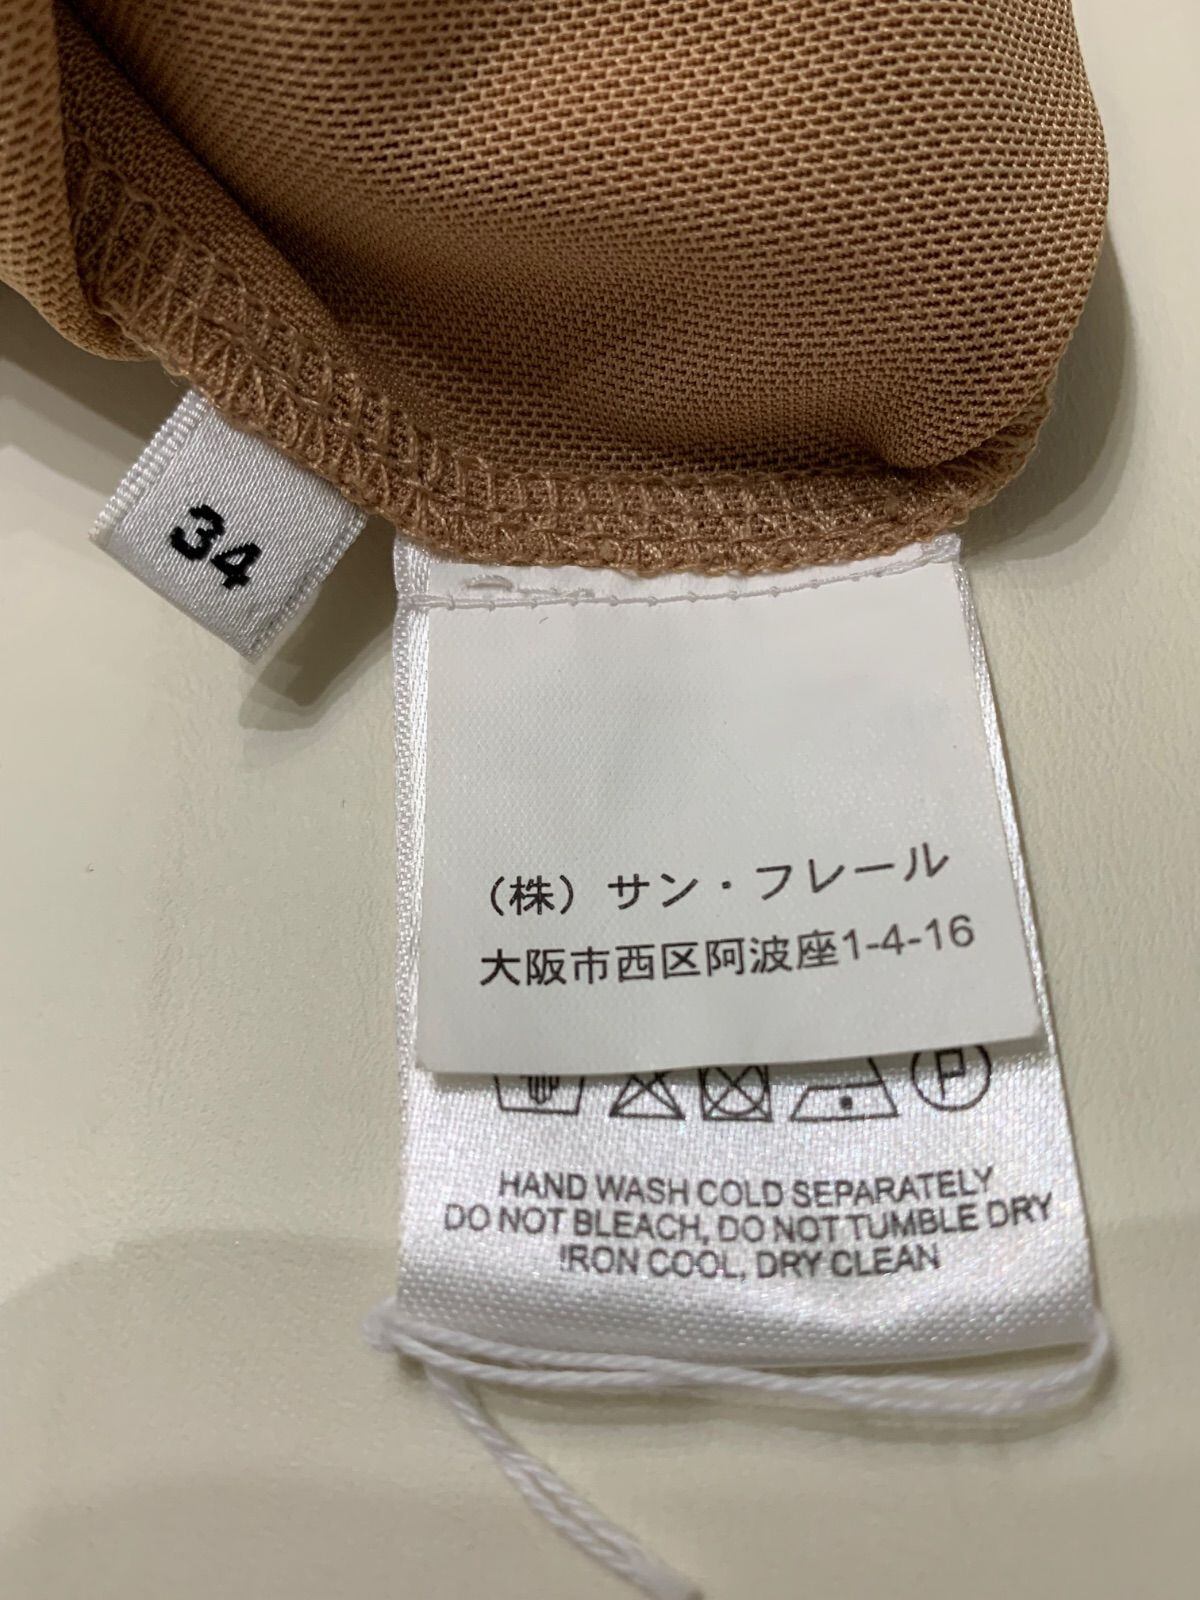 34
（株）サン・フレール
大阪市西区阿波座1-4-16
P
HAND WASH COLD SEPARATELY
DO NOT BLEACH, DO NOT TUMBLE DRY
IRON COOL, DRY CLEAN